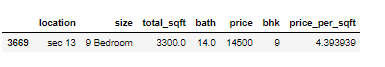 location size total_sqft bath price bhk price_per_sqft
3669 sec 13 9 Bedroom 3300.0 14.0 14500 9 4.393939